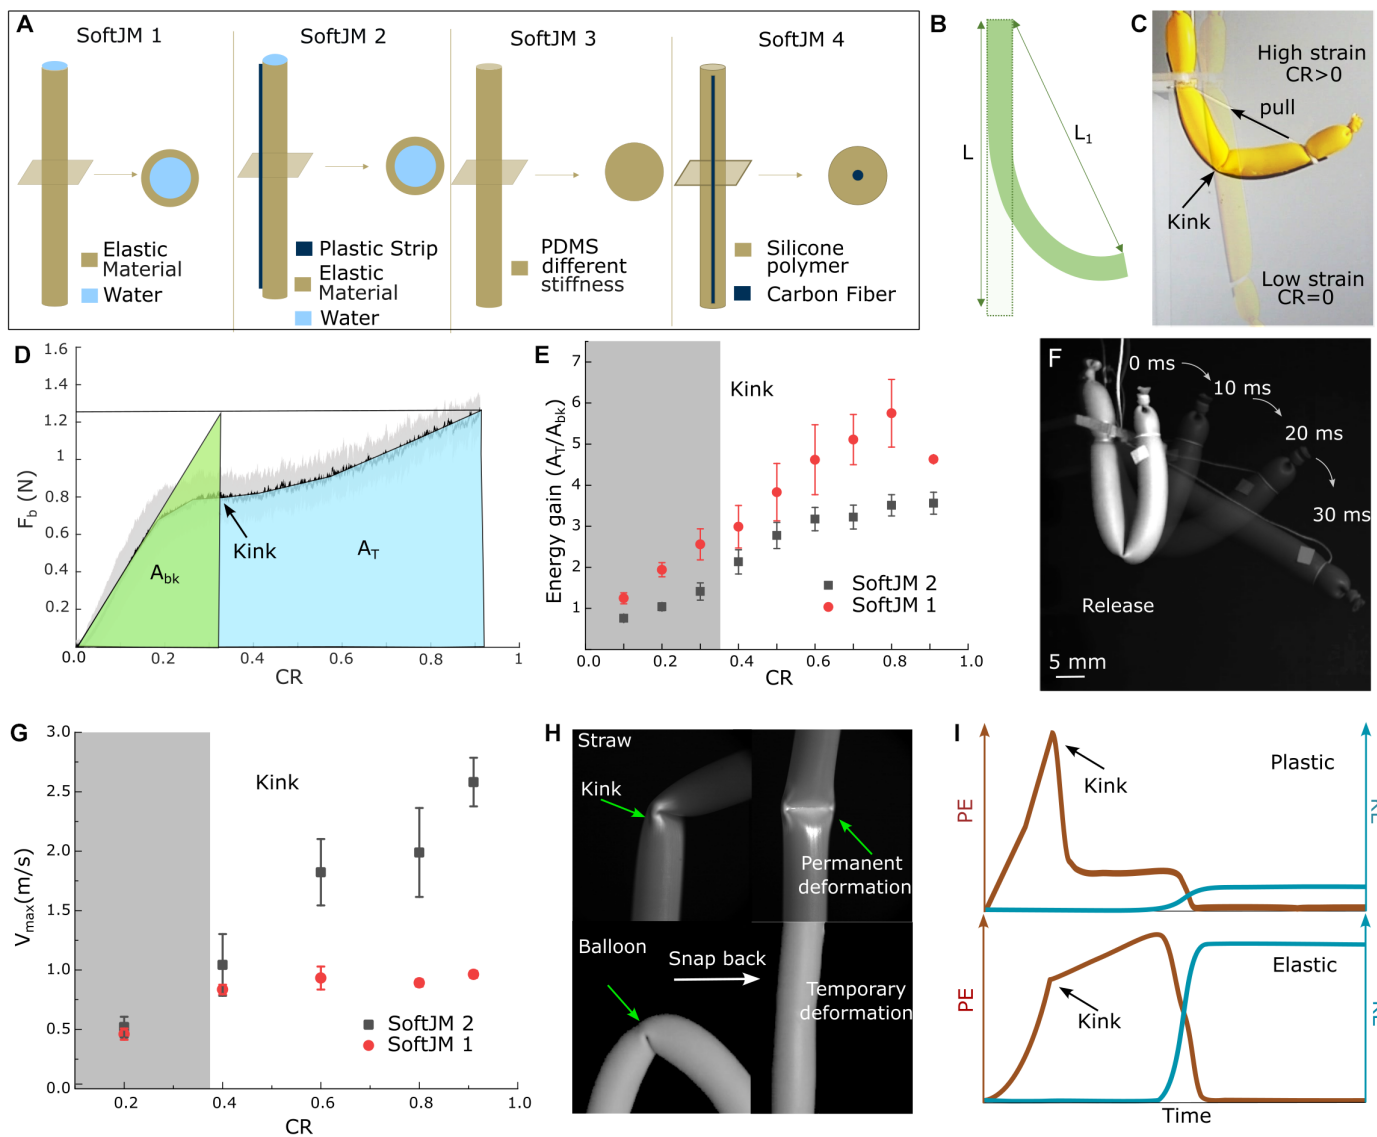 A
SoftJM 1
SoftJM 2
SoftJM 3
SoftJM 4
Elastic
Material
Water
Plastic Strip
Elastic
Material
Water
PDMS
different
stiffness
Silicone
polymer
Carbon Fiber
B
L
L1
C
High strain
CR>0
pull
Kink
Low strain
CR=0
D
Fb (N)
1.6
1.4
1.2
1
0.8
0.6
0.4
0.2
0.0
0.2
0.4
0.6
0.8
1
CR
Abk
Kink
AT
E
Energy gain (AT/Abk)
7
6
5
4
3
2
1
0.0
0.2
0.4
0.6
0.8
1.0
CR
Kink
SoftJM 2
SoftJM 1
F
0 ms
10 ms
20 ms
30 ms
Release
5 mm
G
Vmax(m/s)
3.0
2.5
2.0
1.5
1.0
0.5
0.0
0.2
0.4
0.6
0.8
1.0
CR
Kink
SoftJM 2
SoftJM 1
H
Straw
Kink
Permanent
deformation
Balloon
Snap back
Temporary
deformation
I
PE
Kink
Plastic
PE
Kink
Elastic
Time